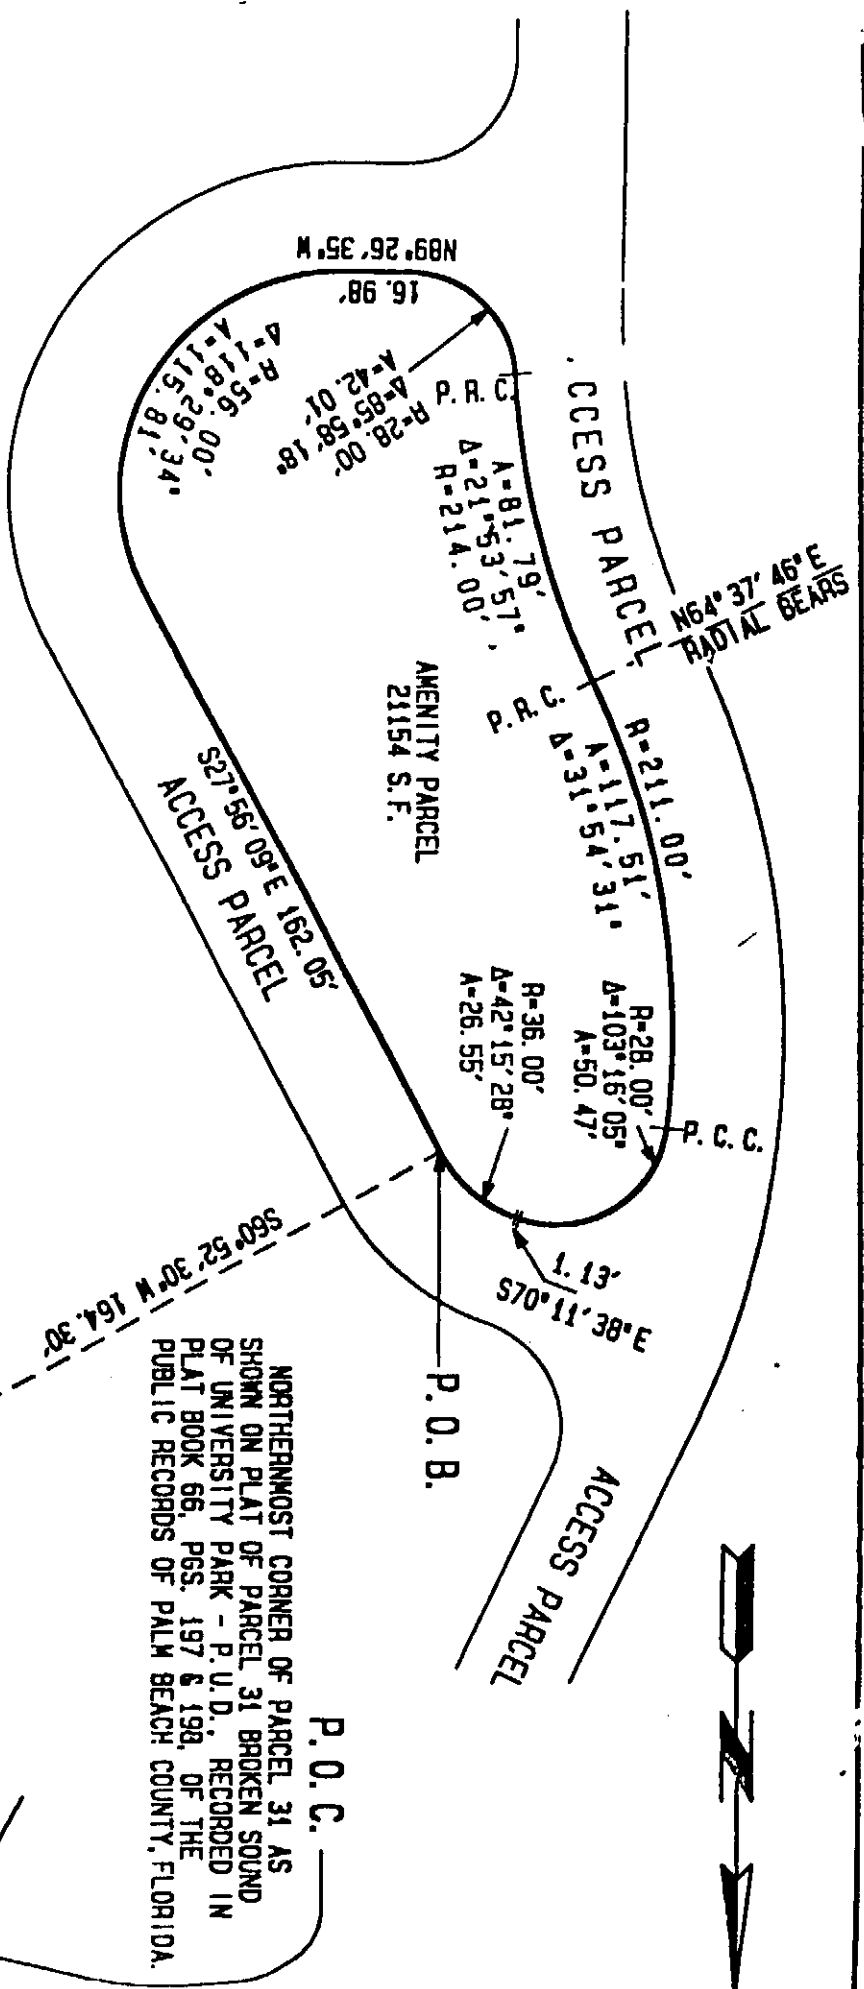 N89°26'35"W
16.98'
R=56.00'
Δ=118°29'34"
A=115.81'
R=28.00'
Δ=85°58'18"
A=42.01'
P.R.C.
A=81.79'
Δ=21°53'57"
R=214.00'
CCESS PARCEL
N64°37'46"E
RADIAL BEARS
P.R.C.
R=211.00'
A=117.51'
Δ=31°54'31"
AMENITY PARCEL
21154 S.F.
S27°56'09"E 162.05'
ACCESS PARCEL
R=36.00'
Δ=42°15'28"
A=26.55'
R=28.00'
Δ=103°16'05"
A=50.47'
P.C.C.
1.13'
S70°11'38"E
P.O.B.
S60°52'30"W 164.30'
ACCESS PARCEL
N
P.O.C.
NORTHERNMOST CORNER OF PARCEL 31 AS
SHOWN ON PLAT OF PARCEL 31 BROKEN SOUND
OF UNIVERSITY PARK - P.U.D., RECORDED IN
PLAT BOOK 66, PGS. 197 & 198, OF THE
PUBLIC RECORDS OF PALM BEACH COUNTY, FLORIDA.